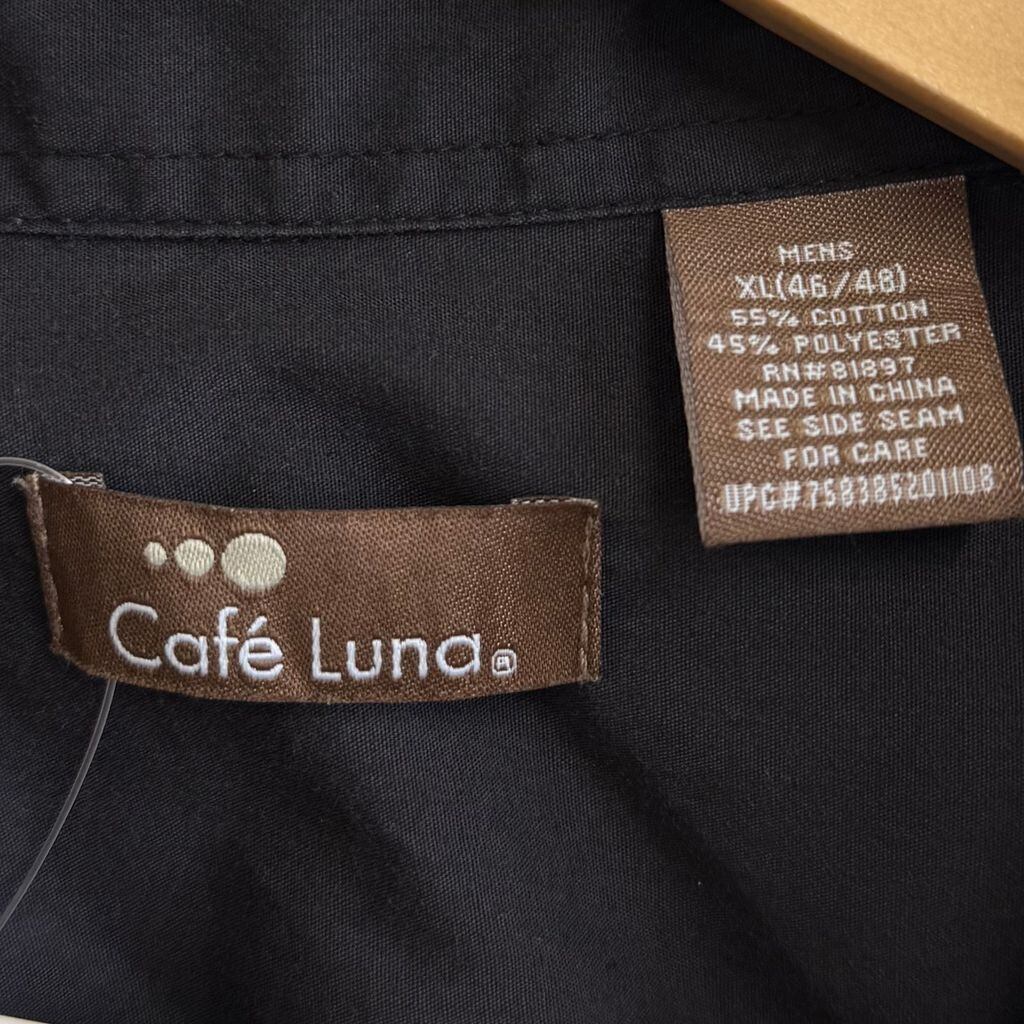 MENS
XL(46/48)
55% COTTON
45% POLYESTER
RN#81897
MADE IN CHINA
SEE SIDE SEAM
FOR CARE
UPC#758385201108
Café Luna®